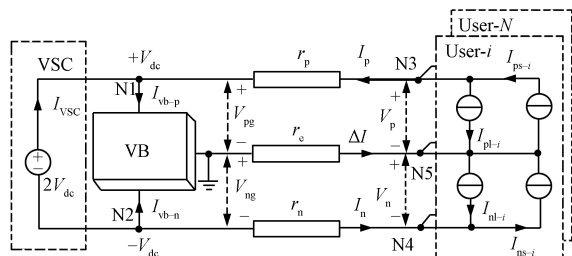 User-N
VSC
+V_dc
r_p
I_p
N3
User-i
I_ps-i
N1
I_vb-p
+
+
I_VSC
V_pg
V_p
VB
−
r_e
ΔI
−
I_pl-i
+
+
2V_dc
V_ng
V_n
N5
N2
I_vb-n
−
r_n
I_n
−
N4
I_nl-i
−V_dc
I_ns-i